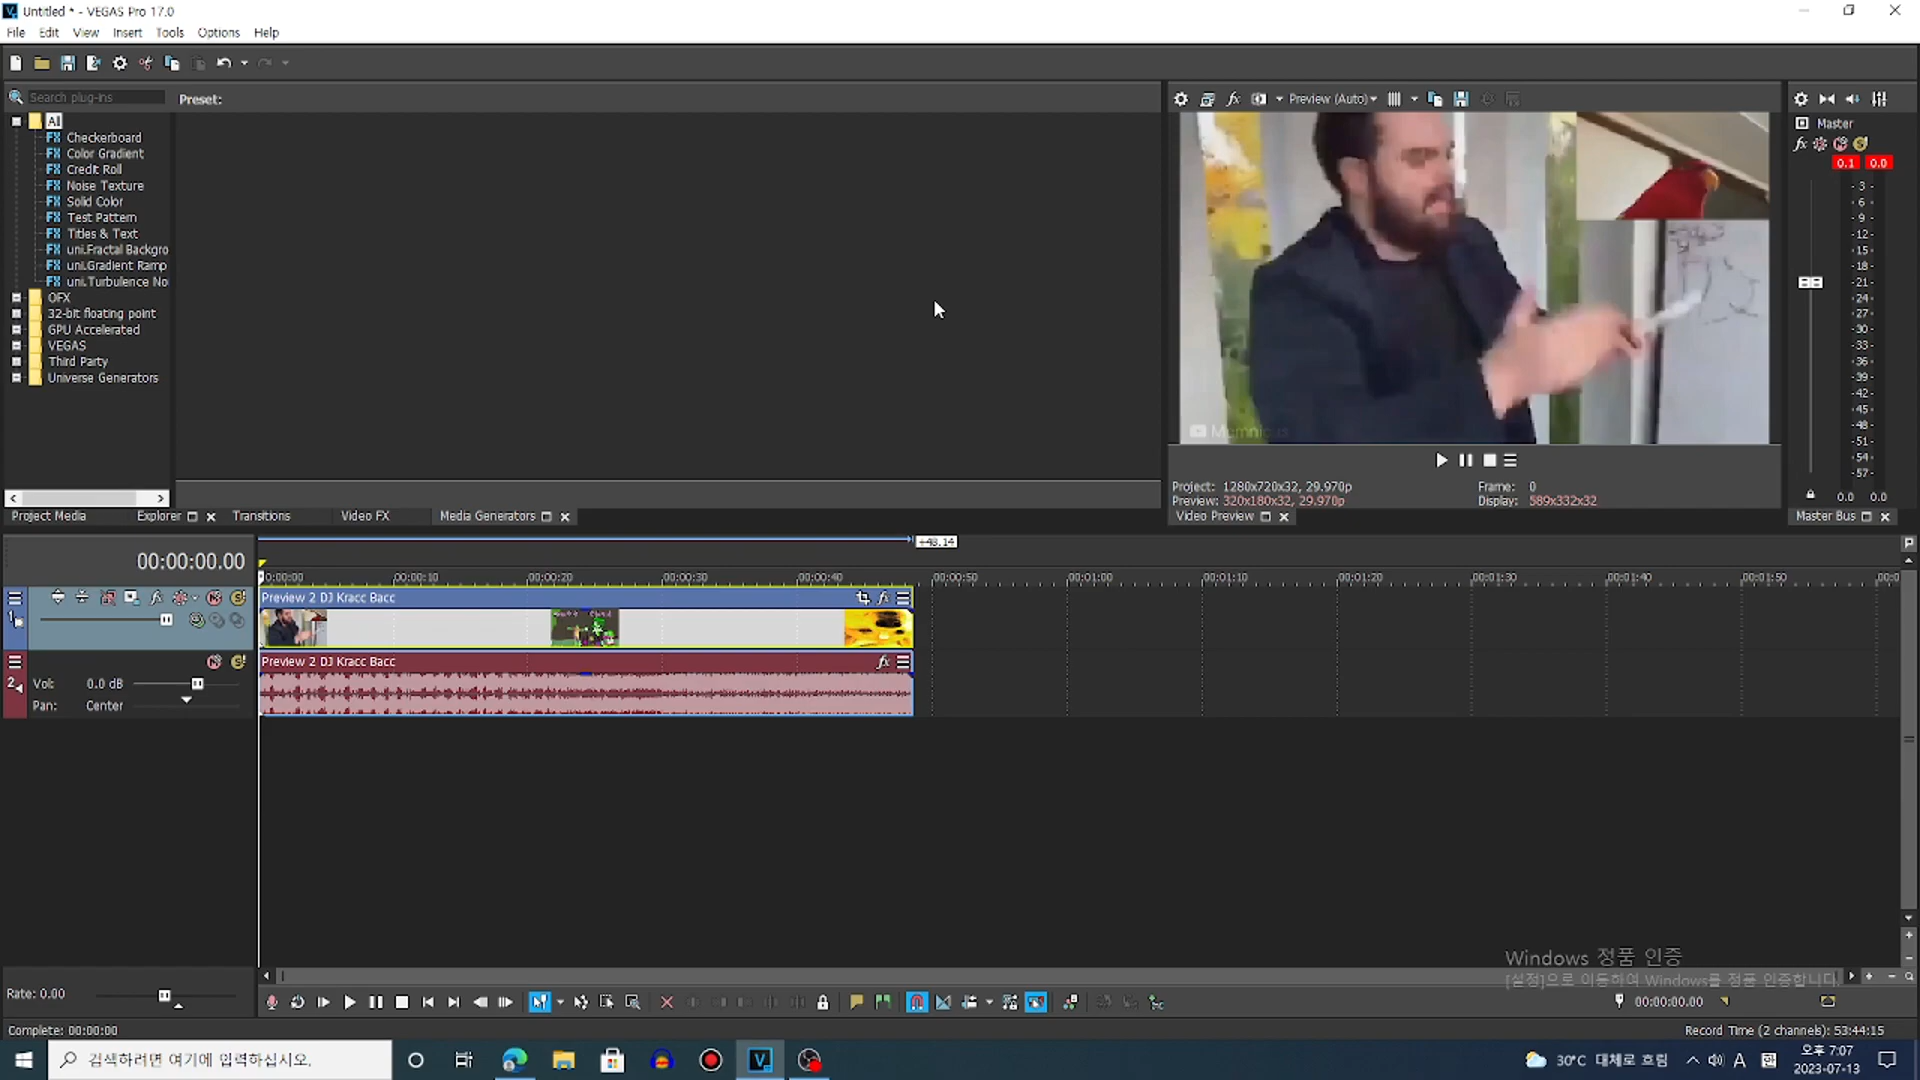 Untitled * - VEGAS Pro 17.0
File Edit View Insert Tools Options Help
Search plug-ins
Preset:
All
Checkerboard
Color Gradient
Credit Roll
Noise Texture
Solid Color
Test Pattern
Titles & Text
uni.Fractal Backgro
uni.Gradient Ramp
uni.Turbulence No
OFX
32-bit floating point
GPU Accelerated
VEGAS
Third Party
Universe Generators
Project Media Explorer Transitions Video FX Media Generators
Preview (Auto)
Project: 1280x720x32, 29.970p Frame: 0
Preview: 320x180x32, 29.970p Display: 589x332x32
Video Preview
Master
0.1 0.0
-3-
-6-
-9-
-12-
-15-
-18-
-21-
-24-
-27-
-30-
-33-
-36-
-39-
-42-
-45-
-48-
-51-
-54-
-57-
0.0 0.0
Master Bus
00:00:00.00
+48.14
0:00:00 00:00:10 00:00:20 00:00:30 00:00:40 00:00:50 00:01:00 00:01:10 00:01:20 00:01:30 00:01:40 00:01:50 00:0
1 Preview 2 DJ Kracc Bacc
Preview 2 DJ Kracc Bacc
2 Vol: 0.0 dB
Pan: Center
Windows 정품 인증
[설정]으로 이동하여 Windows를 정품 인증합니다.
Rate: 0.00
00:00:00.00
Complete: 00:00:00
Record Time (2 channels): 53:44:15
검색하려면 여기에 입력하십시오.
30°C 대체로 흐림 A
오후 7:07
2023-07-13